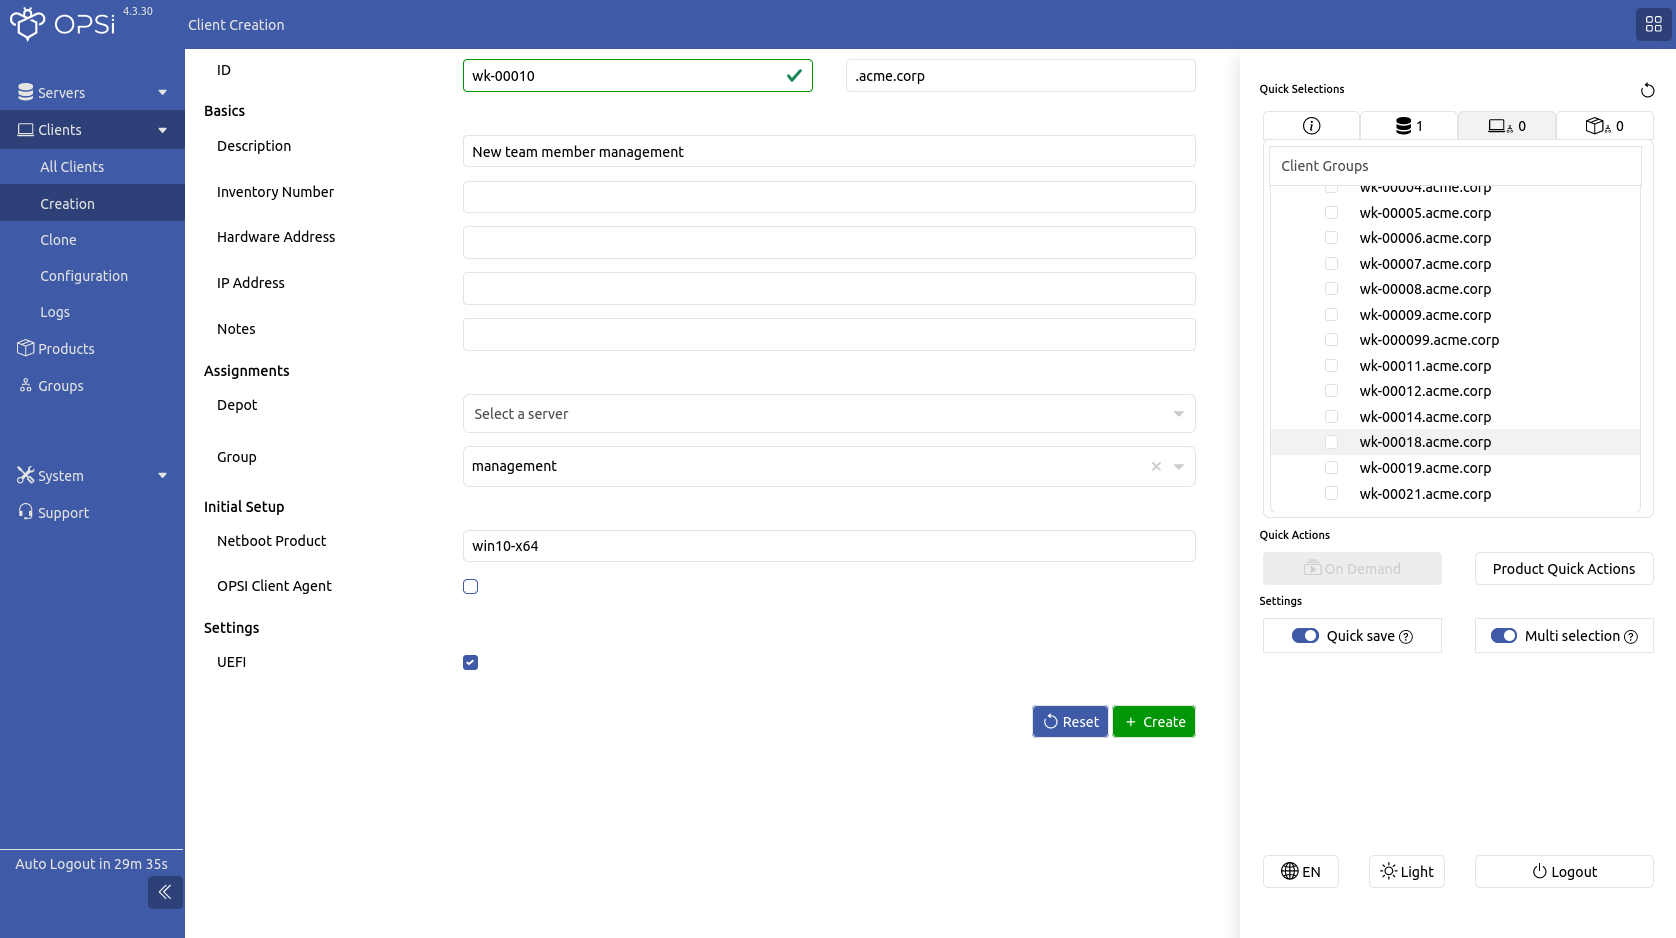 OPSi 4.3.30
Client Creation
Servers
Clients
All Clients
Creation
Clone
Configuration
Logs
Products
Groups
System
Support
Auto Logout in 29m 35s
ID
wk-00010
.acme.corp
Basics
Description
New team member management
Inventory Number
Hardware Address
IP Address
Notes
Assignments
Depot
Select a server
Group
management
Initial Setup
Netboot Product
win10-x64
OPSI Client Agent
Settings
UEFI
Reset
+ Create
Quick Selections
1
0
0
Client Groups
wk-00004.acme.corp
wk-00005.acme.corp
wk-00006.acme.corp
wk-00007.acme.corp
wk-00008.acme.corp
wk-00009.acme.corp
wk-000099.acme.corp
wk-00011.acme.corp
wk-00012.acme.corp
wk-00014.acme.corp
wk-00018.acme.corp
wk-00019.acme.corp
wk-00021.acme.corp
Quick Actions
On Demand
Product Quick Actions
Settings
Quick save
Multi selection
EN
Light
Logout